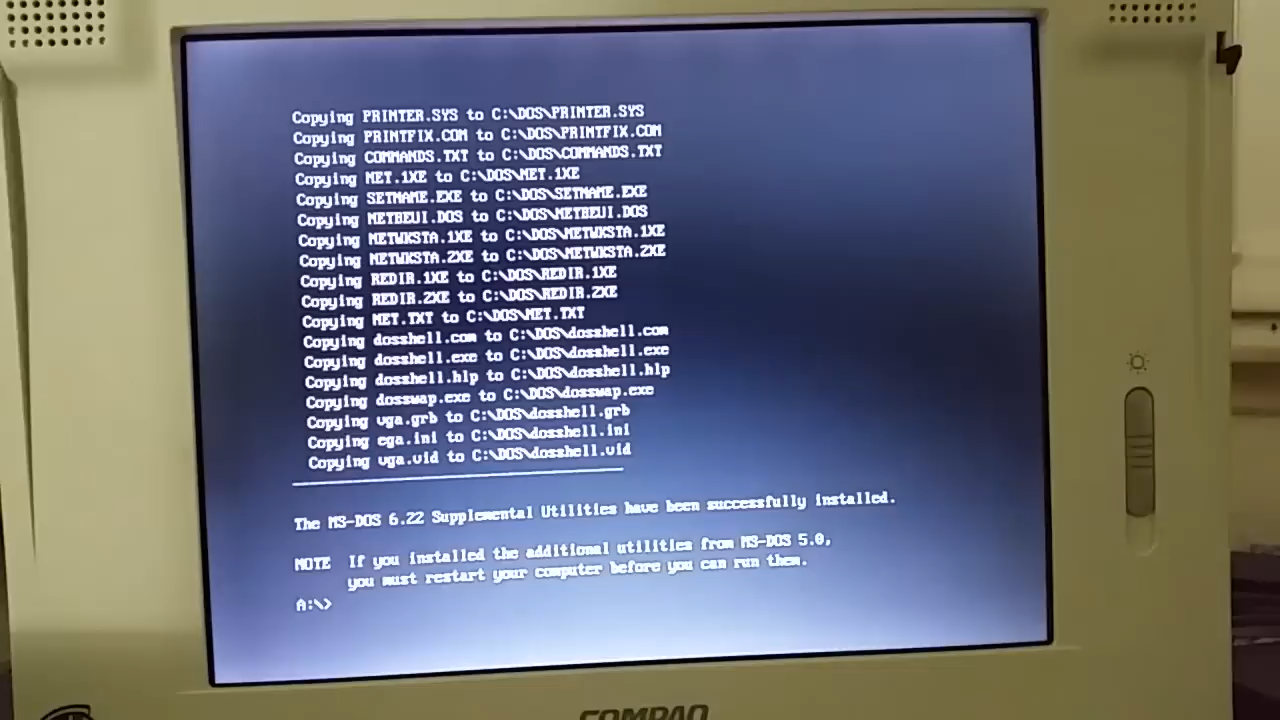 Copying PRINTER.SYS to C:\DOS\PRINTER.SYS
Copying PRINTFIX.COM to C:\DOS\PRINTFIX.COM
Copying COMMANDS.TXT to C:\DOS\COMMANDS.TXT
Copying NET.1XE to C:\DOS\NET.1XE
Copying SETNAME.EXE to C:\DOS\SETNAME.EXE
Copying NETBEUI.DOS to C:\DOS\NETBEUI.DOS
Copying NETWKSTA.1XE to C:\DOS\NETWKSTA.1XE
Copying NETWKSTA.2XE to C:\DOS\NETWKSTA.2XE
Copying REDIR.1XE to C:\DOS\REDIR.1XE
Copying REDIR.2XE to C:\DOS\REDIR.2XE
Copying NET.TXT to C:\DOS\NET.TXT
Copying dosshell.com to C:\DOS\dosshell.com
Copying dosshell.exe to C:\DOS\dosshell.exe
Copying dosshell.hlp to C:\DOS\dosshell.hlp
Copying dosswap.exe to C:\DOS\dosswap.exe
Copying vga.grb to C:\DOS\dosshell.grb
Copying ega.ini to C:\DOS\dosshell.ini
Copying vga.vid to C:\DOS\dosshell.vid
The MS-DOS 6.22 Supplemental Utilities have been successfully installed.
NOTE If you installed the additional utilities from MS-DOS 5.0,
you must restart your computer before you can run them.
A:\>
COMPAQ